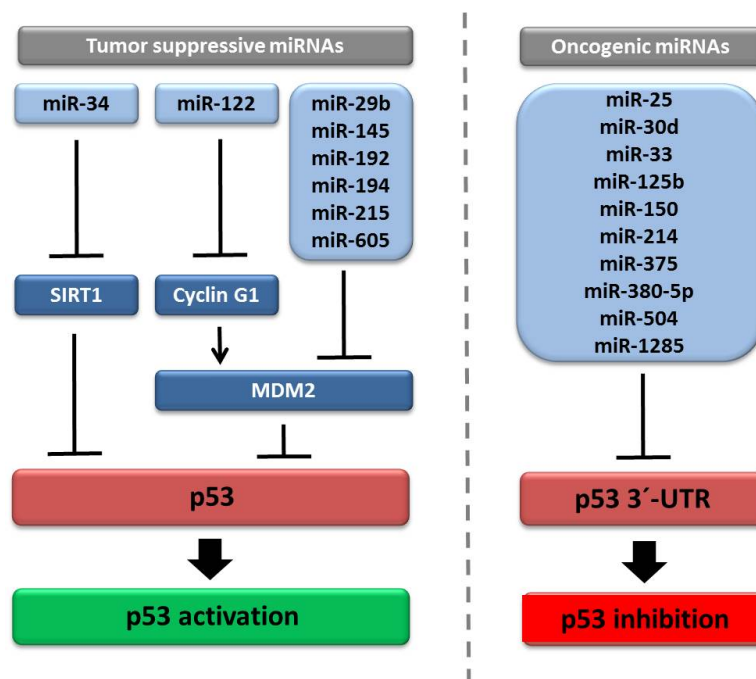 Tumor suppressive miRNAs
miR-34
miR-122
miR-29b
miR-145
miR-192
miR-194
miR-215
miR-605
SIRT1
Cyclin G1
MDM2
p53
p53 activation
Oncogenic miRNAs
miR-25
miR-30d
miR-33
miR-125b
miR-150
miR-214
miR-375
miR-380-5p
miR-504
miR-1285
p53 3´-UTR
p53 inhibition